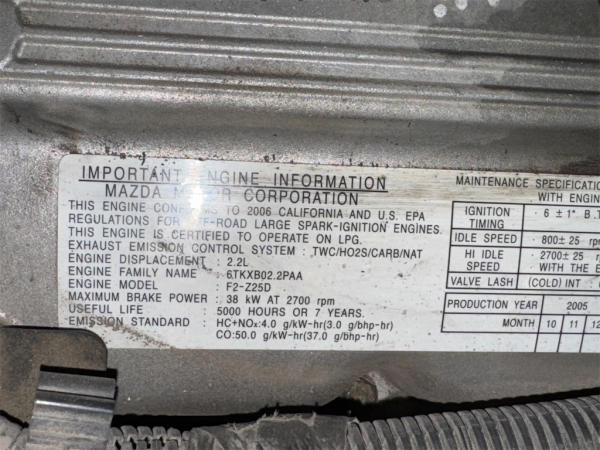 IMPORTANT ENGINE INFORMATION
MAZDA MOTOR CORPORATION
THIS ENGINE CONFORMS TO 2006 CALIFORNIA AND U.S. EPA
REGULATIONS FOR OFF-ROAD LARGE SPARK-IGNITION ENGINES.
THIS ENGINE IS CERTIFIED TO OPERATE ON LPG.
EXHAUST EMISSION CONTROL SYSTEM : TWC/HO2S/CARB/NAT
ENGINE DISPLACEMENT : 2.2L
ENGINE FAMILY NAME : 6TKXB02.2PAA
ENGINE MODEL : F2-Z25D
MAXIMUM BRAKE POWER : 38 kW AT 2700 rpm
USEFUL LIFE : 5000 HOURS OR 7 YEARS.
EMISSION STANDARD : HC+NOx:4.0 g/kW-hr(3.0 g/bhp-hr)
CO:50.0 g/kW-hr(37.0 g/bhp-hr)
MAINTENANCE SPECIFICA
WITH ENGIN
IGNITION TIMING 6 ±1° B.T
IDLE SPEED 800±25 rp
HI IDLE SPEED 2700±25 r
WITH THE E
VALVE LASH (COLD) INT
PRODUCTION YEAR 2005
MONTH 10 11 12